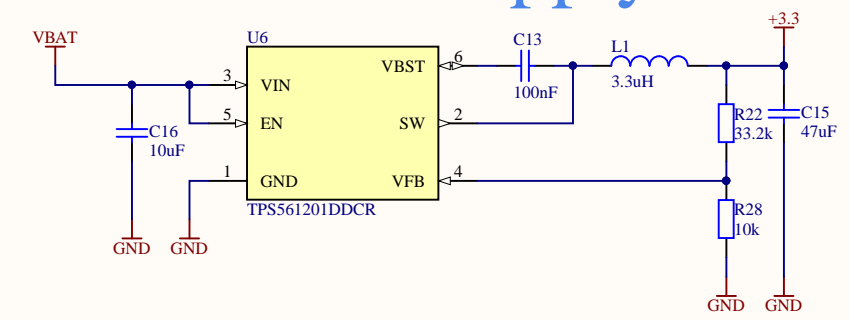 +3.3
VBAT
U6
C13
L1
6
VBST
3
VIN
100nF
3.3uH
R22
C15
33.2k
47uF
5
EN
SW
2
C16
10uF
1
GND
VFB
4
TPS561201DDCR
R28
10k
GND
GND
GND
GND